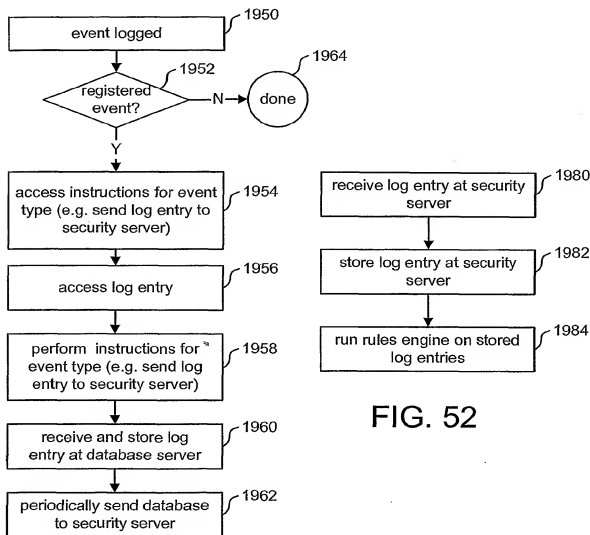 event logged
1950
registered
event?
1952
N
done
1964
Y
access instructions for event
type (e.g. send log entry to
security server)
1954
access log entry
1956
perform instructions for
event type (e.g. send log
entry to security server)
1958
receive and store log
entry at database server
1960
periodically send database
to security server
1962
receive log entry at security
server
1980
store log entry at security
server
1982
run rules engine on stored
log entries
1984
FIG. 52